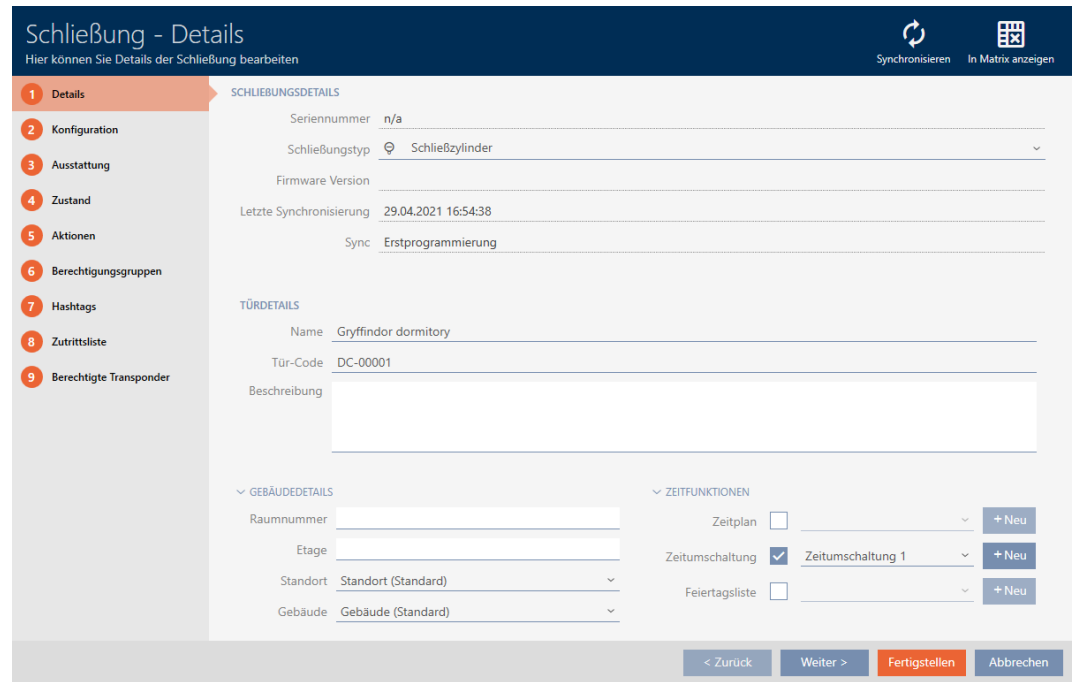 Schließung - Details
Hier können Sie Details der Schließung bearbeiten
Synchronisieren
In Matrix anzeigen
1 Details
2 Konfiguration
3 Ausstattung
4 Zustand
5 Aktionen
6 Berechtigungsgruppen
7 Hashtags
8 Zutrittsliste
9 Berechtigte Transponder
SCHLIEßUNGSDETAILS
Seriennummer n/a
Schließungstyp Schließzylinder
Firmware Version
Letzte Synchronisierung 29.04.2021 16:54:38
Sync Erstprogrammierung
TÜRDETAILS
Name Gryffindor dormitory
Tür-Code DC-00001
Beschreibung
GEBÄUDEDETAILS
Raumnummer
Etage
Standort Standort (Standard)
Gebäude Gebäude (Standard)
ZEITFUNKTIONEN
Zeitplan + Neu
Zeitumschaltung Zeitumschaltung 1 + Neu
Feiertagsliste + Neu
< Zurück
Weiter >
Fertigstellen
Abbrechen